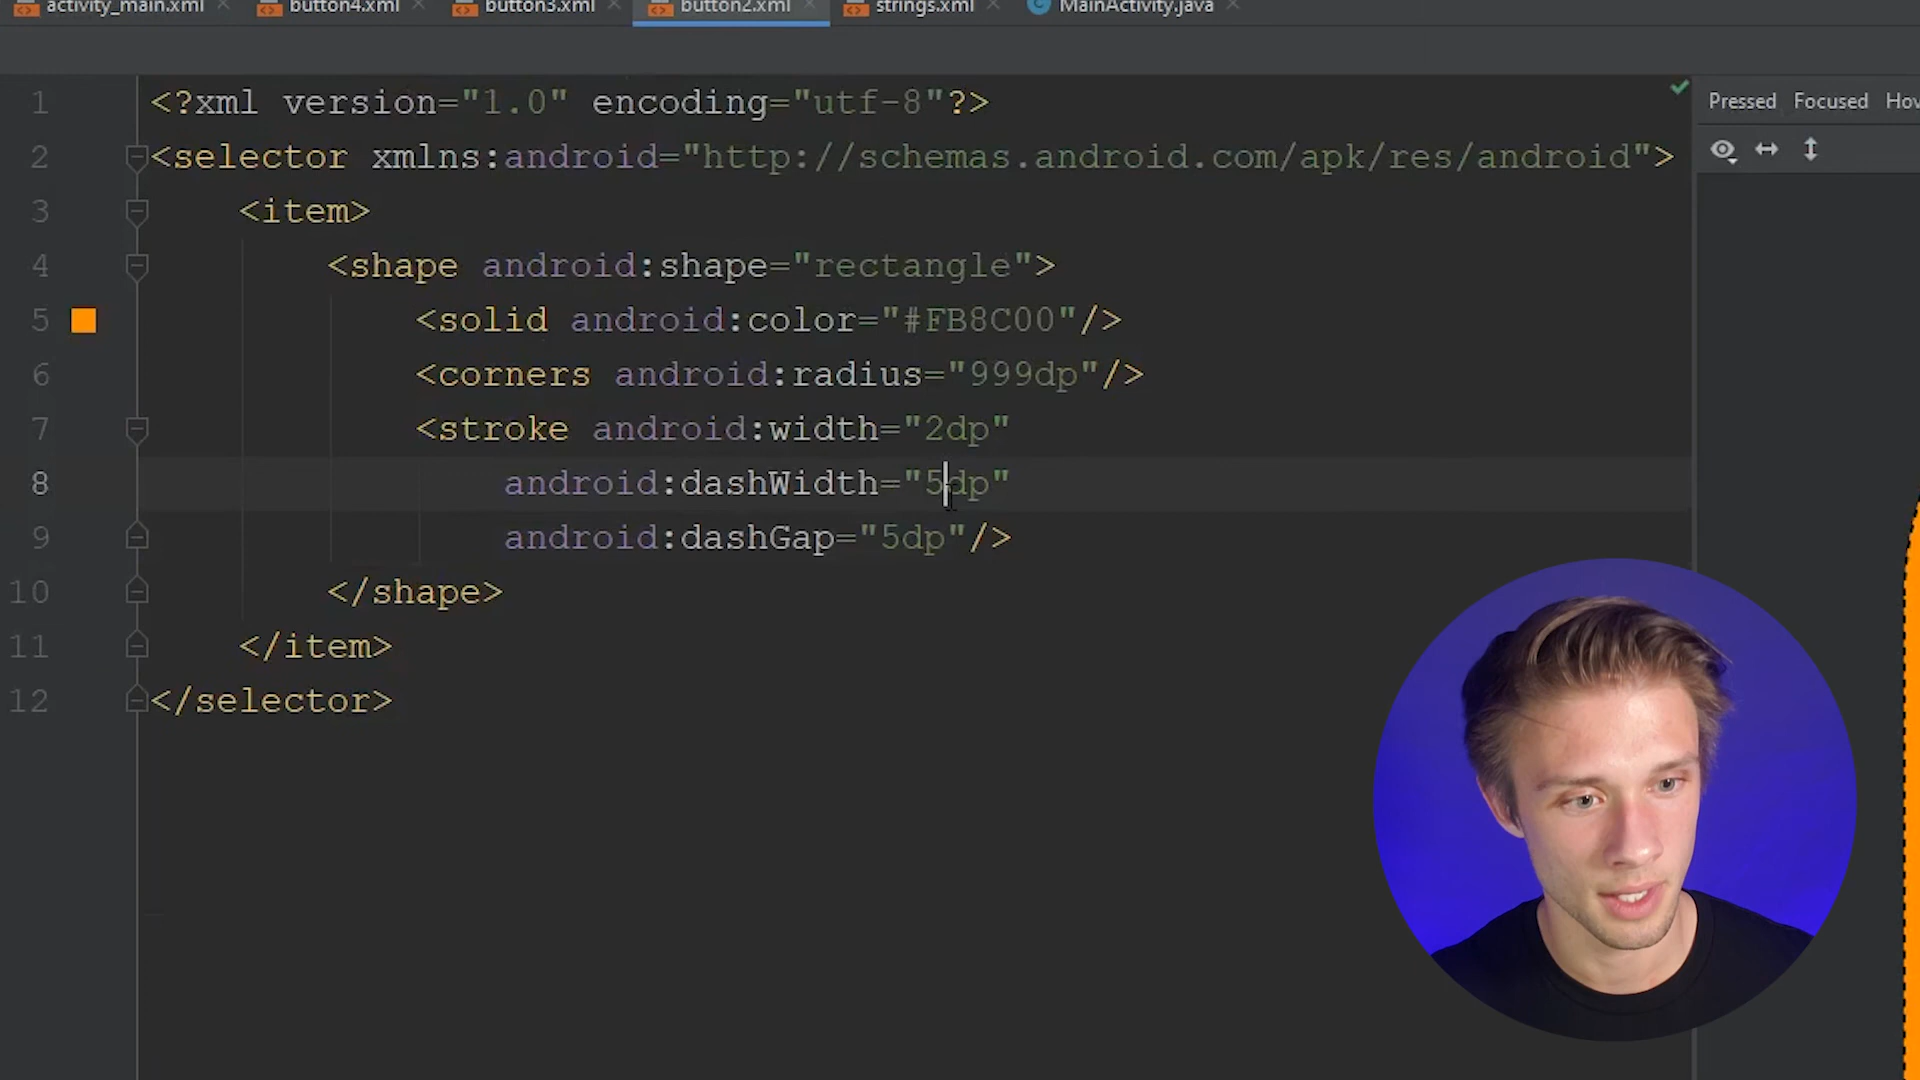 activity_main.xml button4.xml button3.xml button2.xml strings.xml MainActivity.java
Pressed Focused Hov
1 <?xml version="1.0" encoding="utf-8"?>
2 <selector xmlns:android="http://schemas.android.com/apk/res/android">
3 <item>
4 <shape android:shape="rectangle">
5 <solid android:color="#FB8C00"/>
6 <corners android:radius="999dp"/>
7 <stroke android:width="2dp"
8 android:dashWidth="5dp"
9 android:dashGap="5dp"/>
10 </shape>
11 </item>
12 </selector>